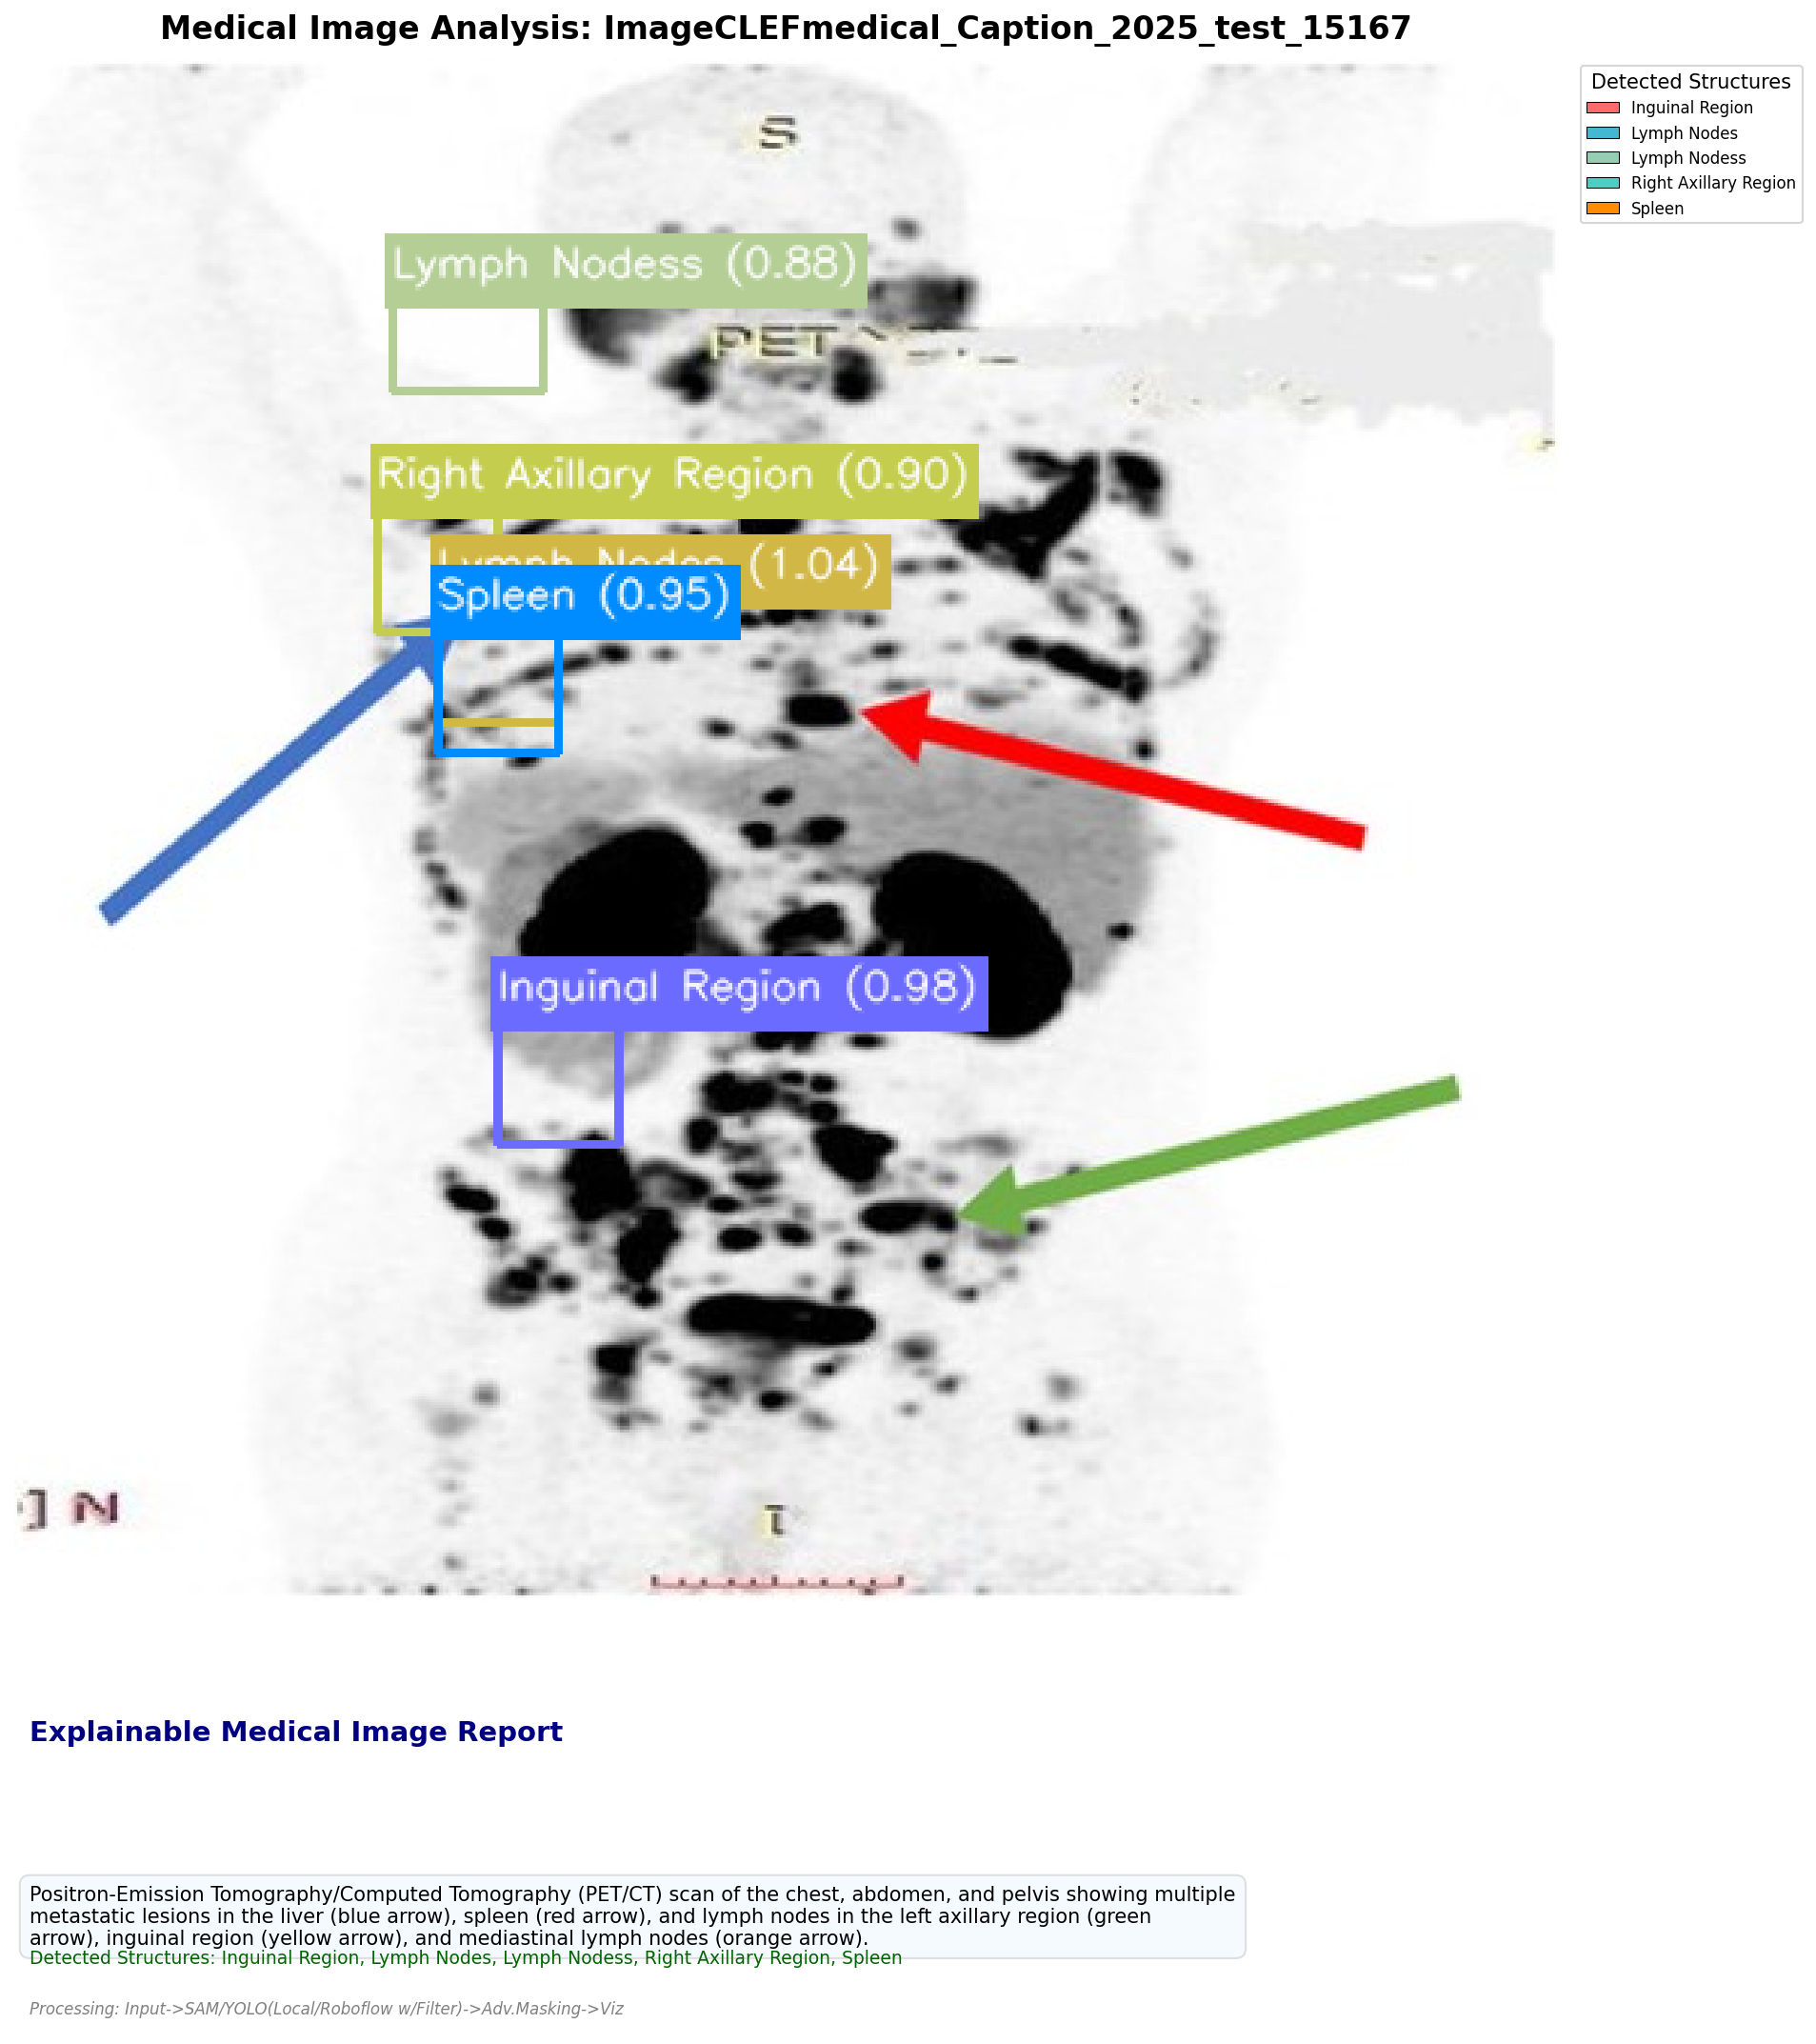 Medical Image Analysis: ImageCLEFmedical_Caption_2025_test_15167
Detected Structures
Inguinal Region
Lymph Nodes
Lymph Nodess
Right Axillary Region
Spleen
S
Lymph Nodess (0.88)
PET
Right Axillary Region (0.90)
Lymph Nodes (1.04)
Spleen (0.95)
Inguinal Region (0.98)
] N
Explainable Medical Image Report
Positron-Emission Tomography/Computed Tomography (PET/CT) scan of the chest, abdomen, and pelvis showing multiple
metastatic lesions in the liver (blue arrow), spleen (red arrow), and lymph nodes in the left axillary region (green
arrow), inguinal region (yellow arrow), and mediastinal lymph nodes (orange arrow).
Detected Structures: Inguinal Region, Lymph Nodes, Lymph Nodess, Right Axillary Region, Spleen
Processing: Input->SAM/YOLO(Local/Roboflow w/Filter)->Adv.Masking->Viz